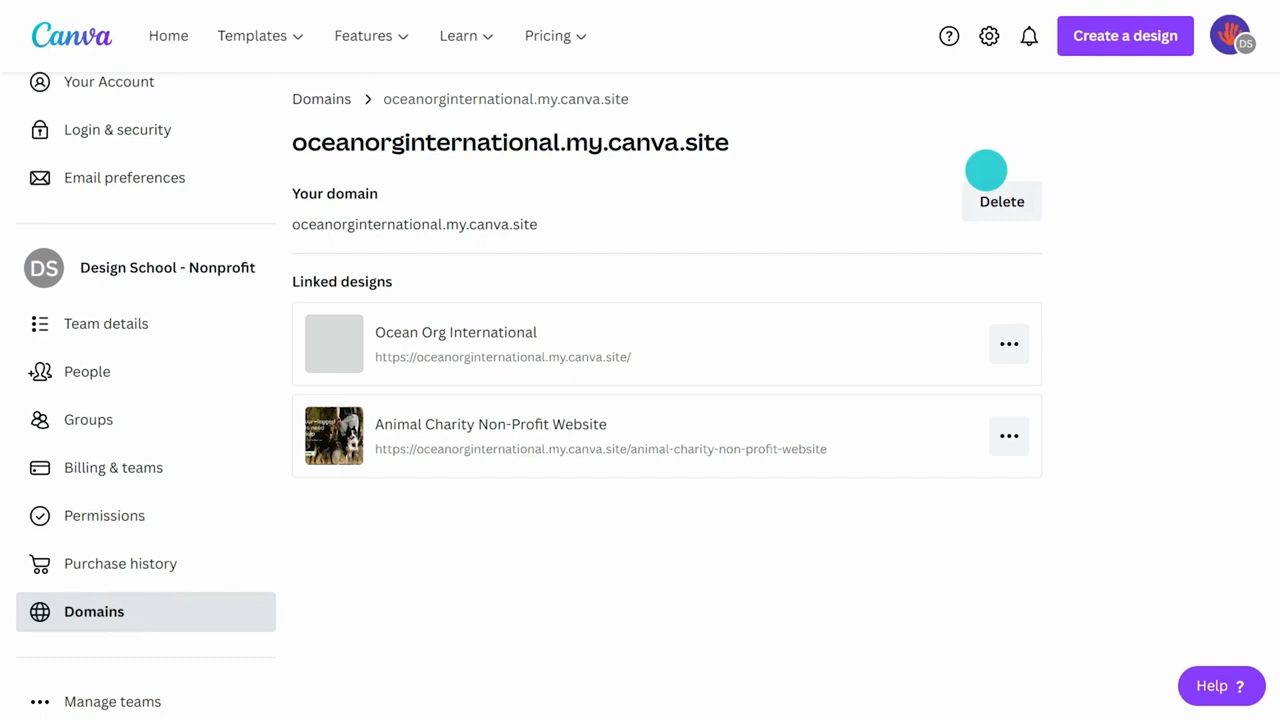 Canva
Home
Templates
Features
Learn
Pricing
Create a design
DS
Your Account
Login & security
Email preferences
DS
Design School - Nonprofit
Team details
People
Groups
Billing & teams
Permissions
Purchase history
Domains
Manage teams
Domains
oceanorginternational.my.canva.site
oceanorginternational.my.canva.site
Your domain
oceanorginternational.my.canva.site
Delete
Linked designs
Ocean Org International
https://oceanorginternational.my.canva.site/
Animal Charity Non-Profit Website
https://oceanorginternational.my.canva.site/animal-charity-non-profit-website
Help ?